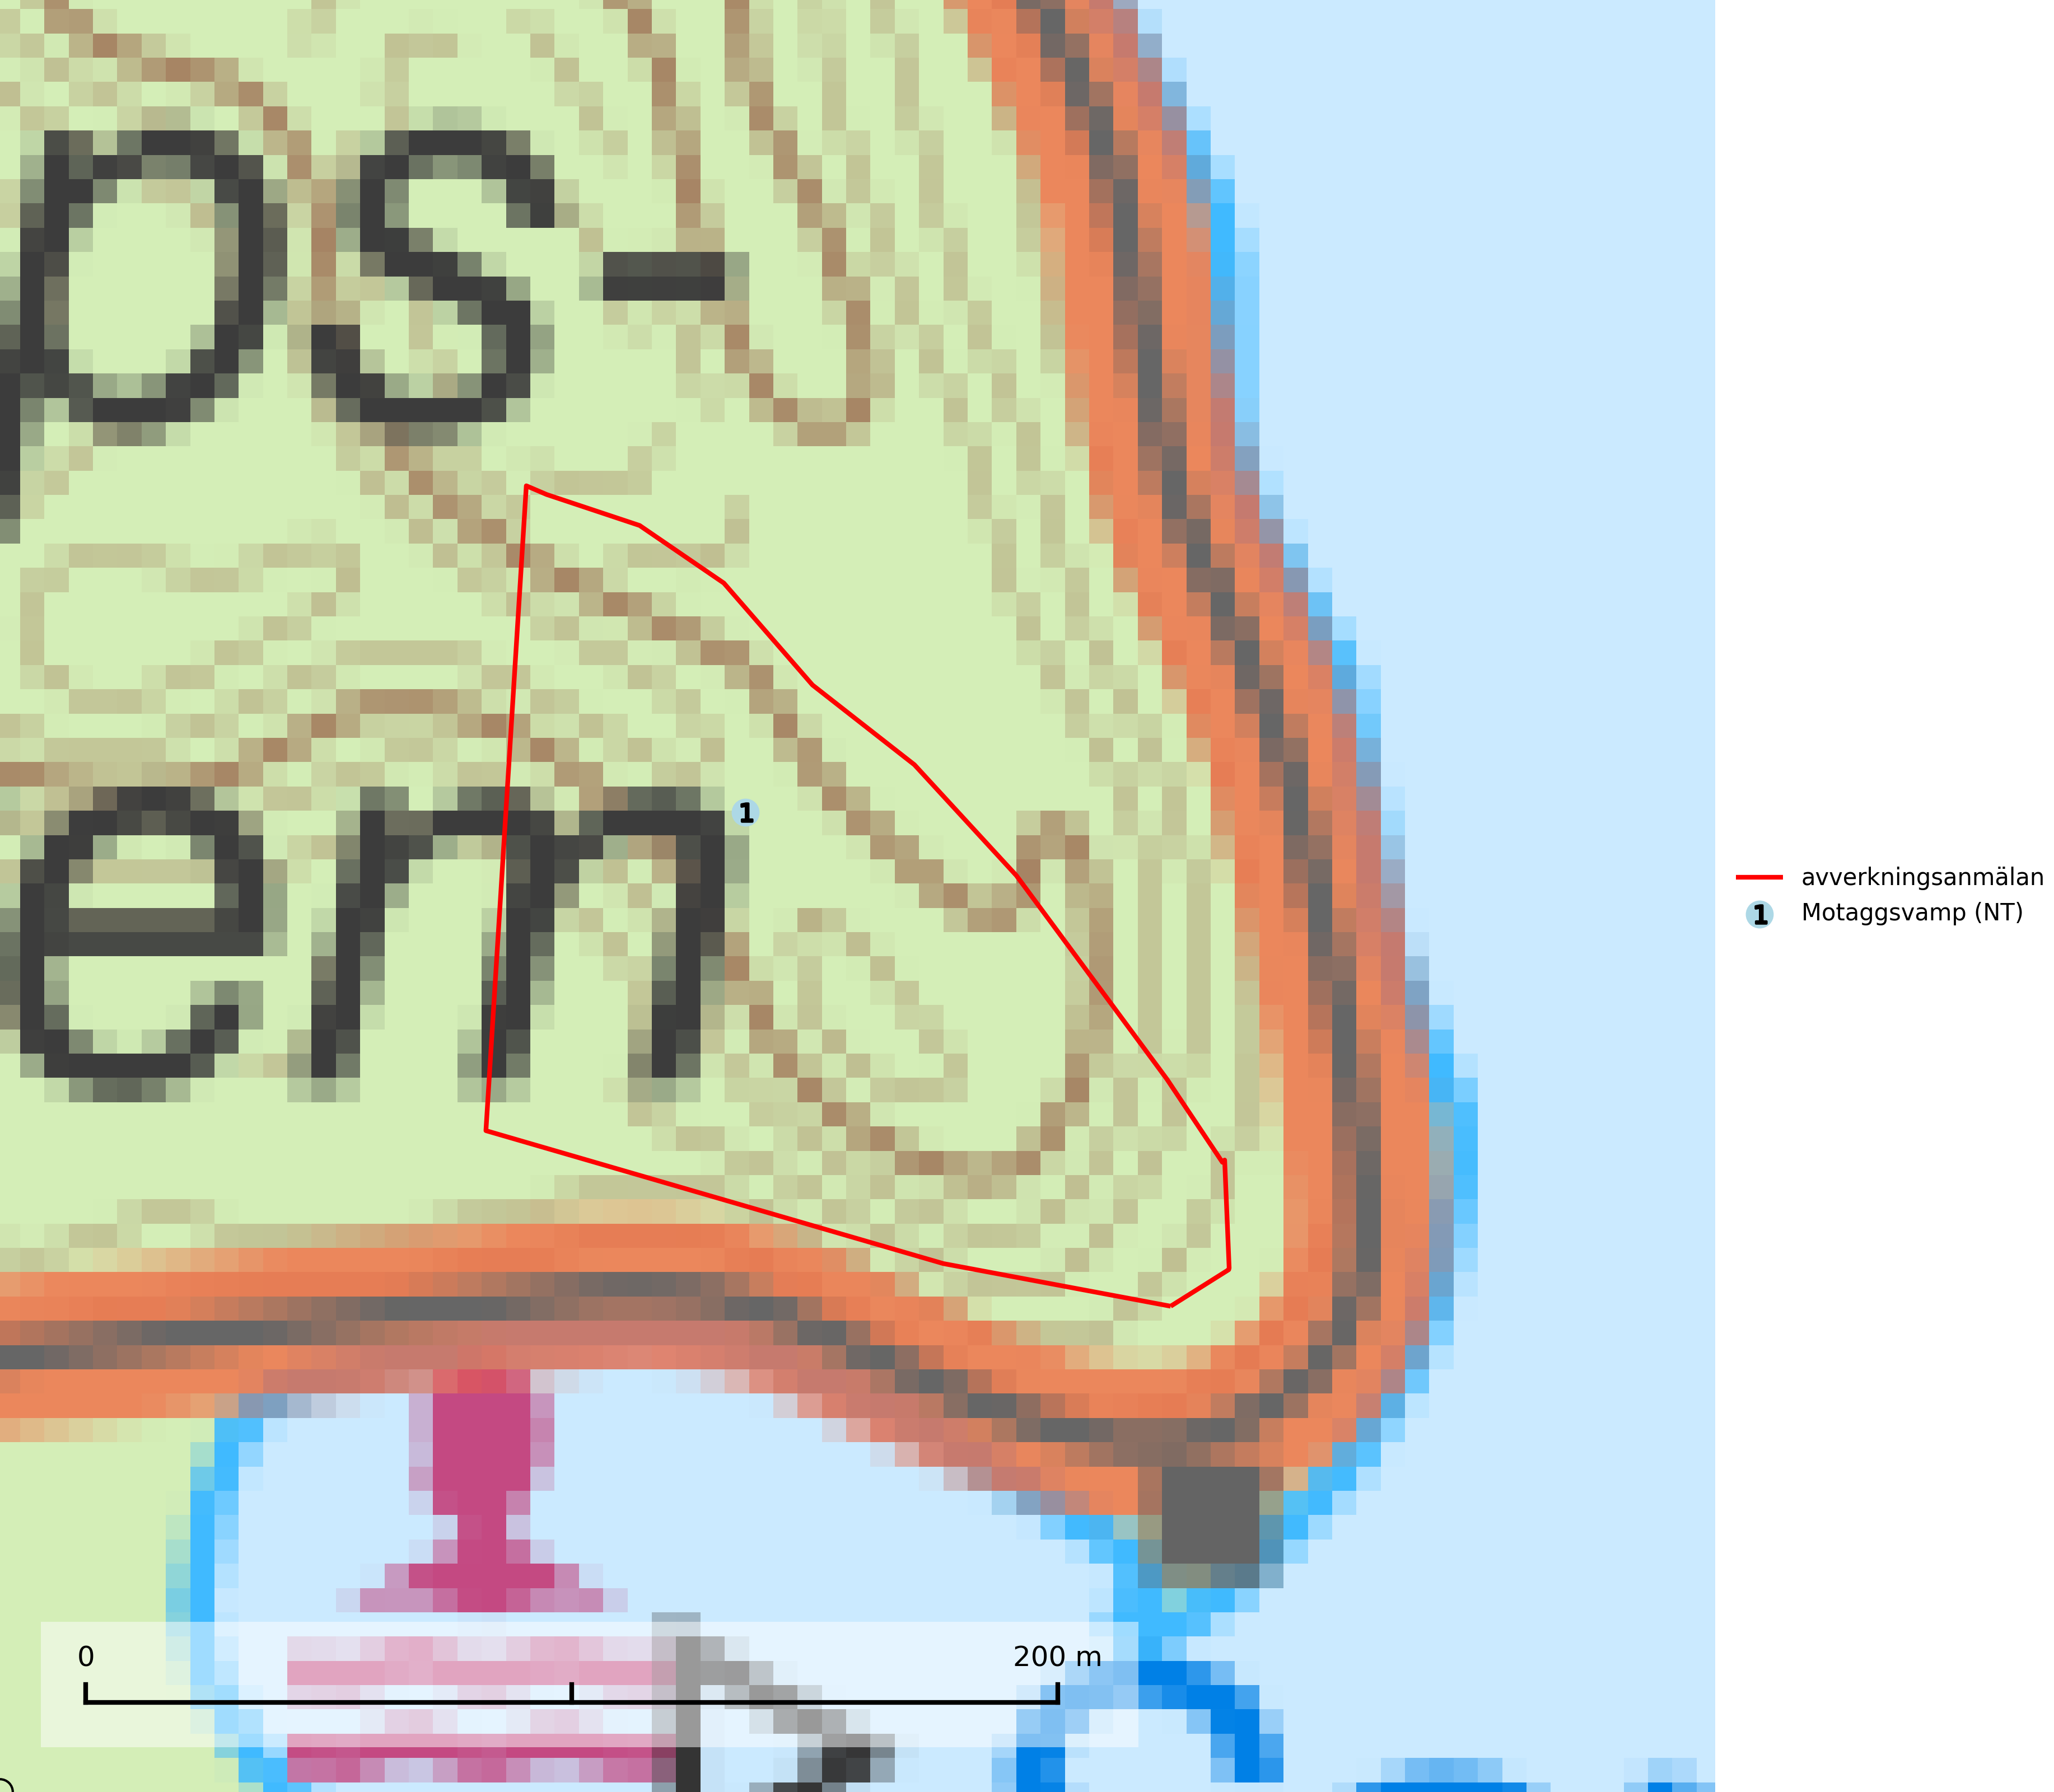 ps-
en
1
0 200 m
avverkningsanmälan
1 Motaggsvamp (NT)